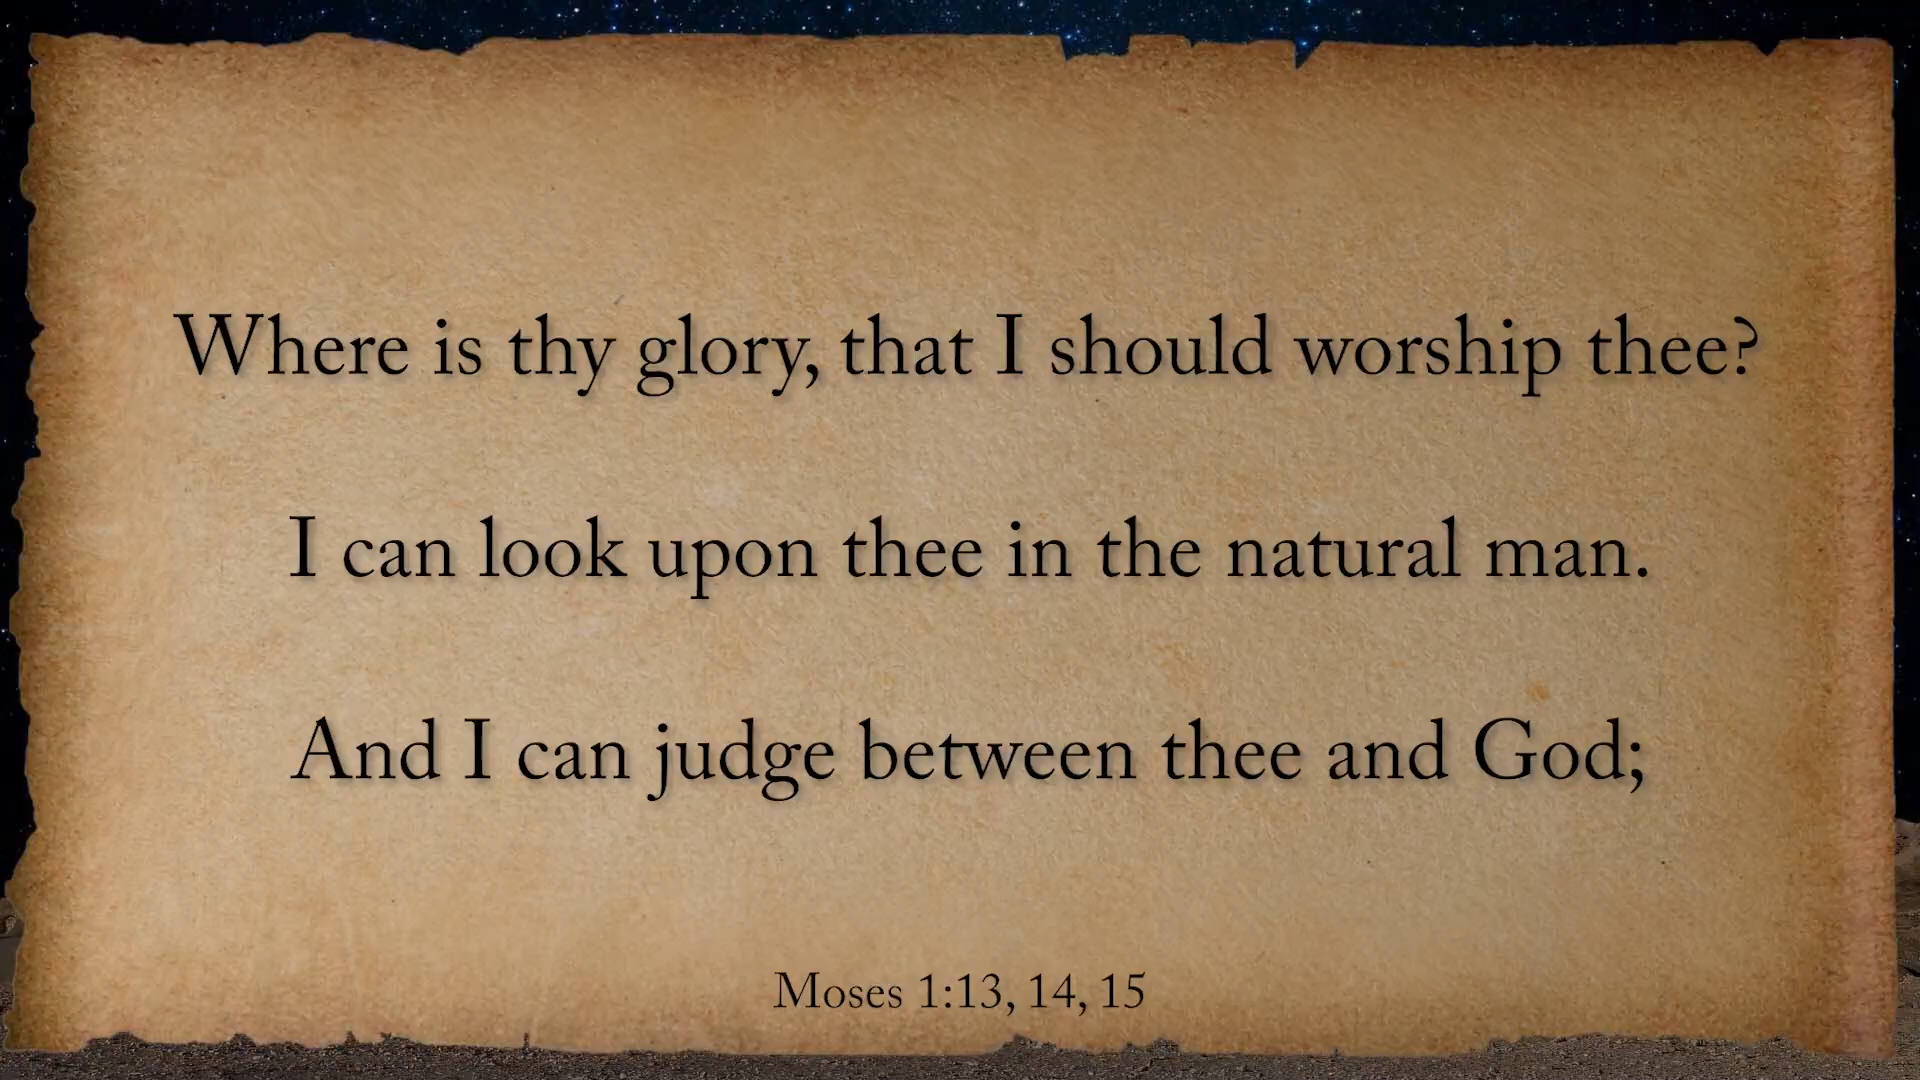 Where is thy glory, that I should worship thee?
I can look upon thee in the natural man.
And I can judge between thee and God;
Moses 1:13, 14, 15